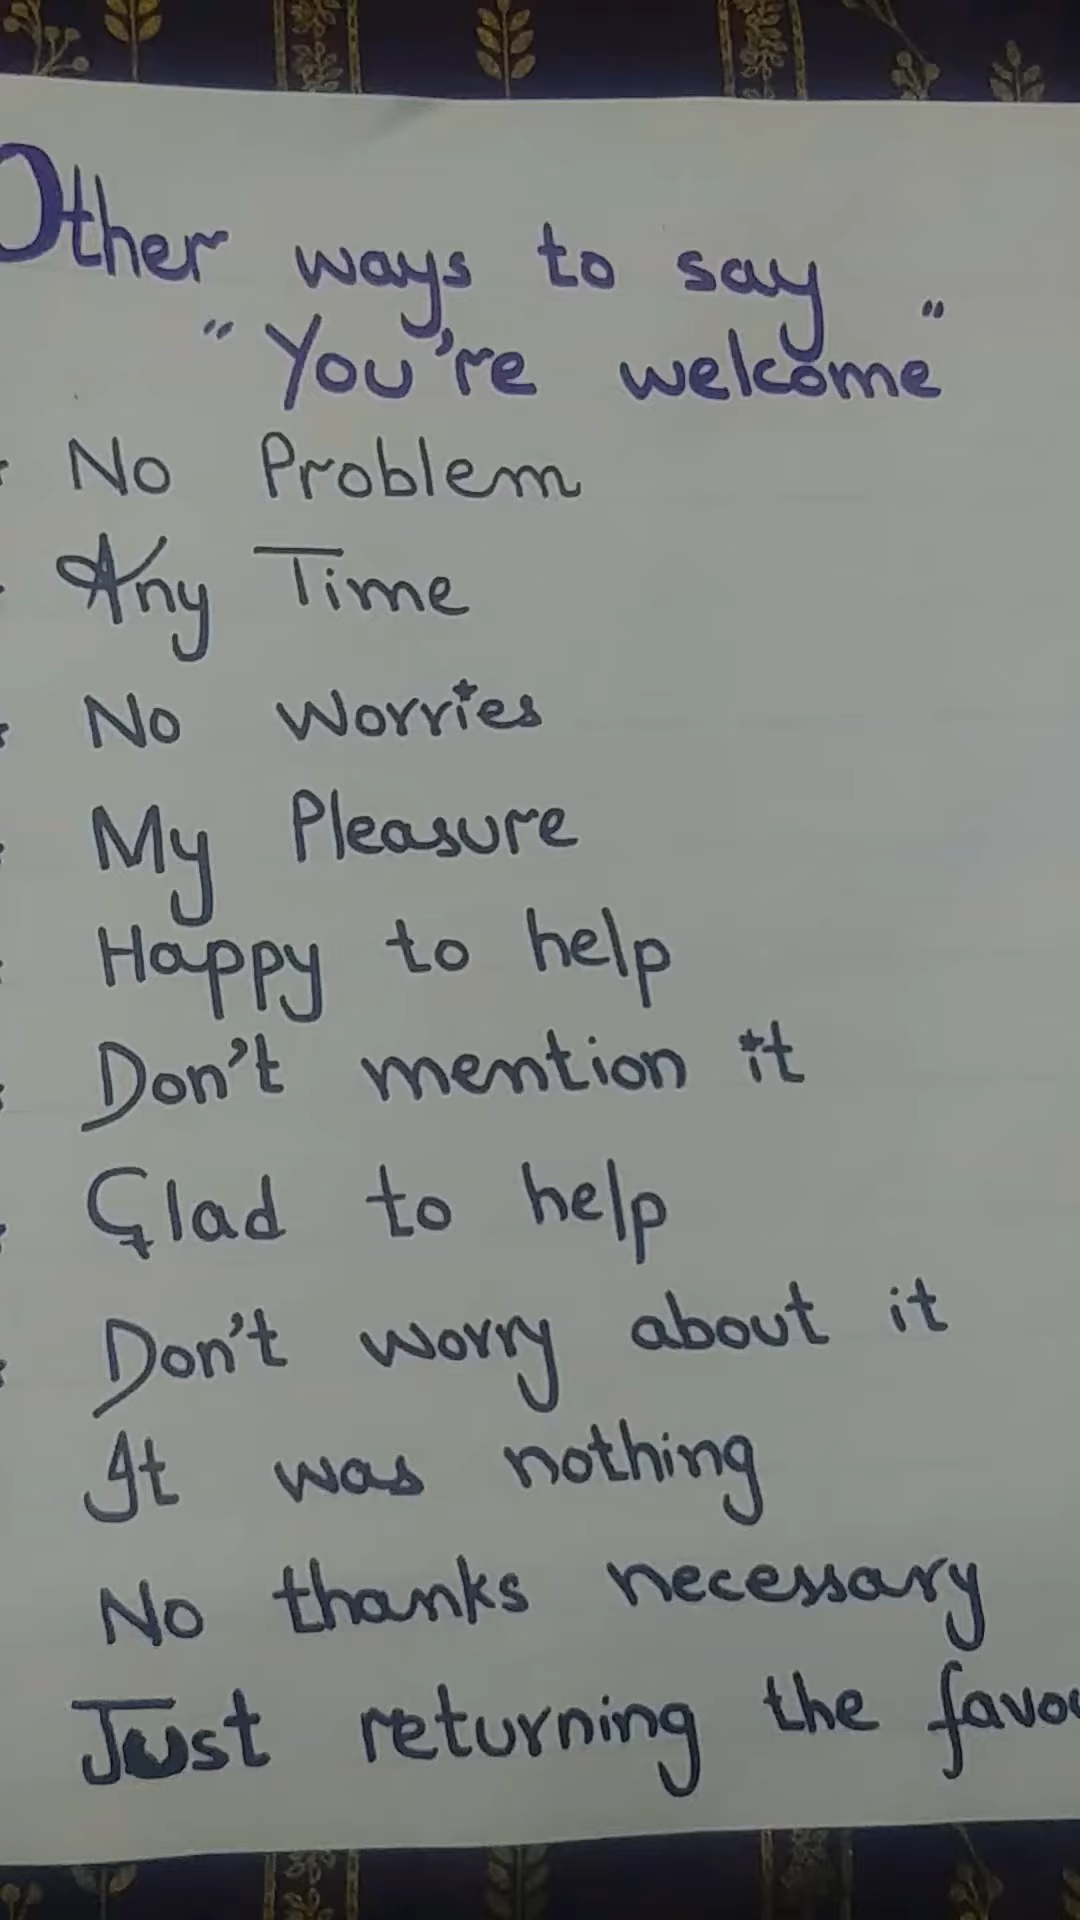 Other ways to say
"You're welcome"
No Problem
Any Time
No Worries
My Pleasure
Happy to help
Don't mention it
Glad to help
Don't worry about it
It was nothing
No thanks necessary
Just returning the favou